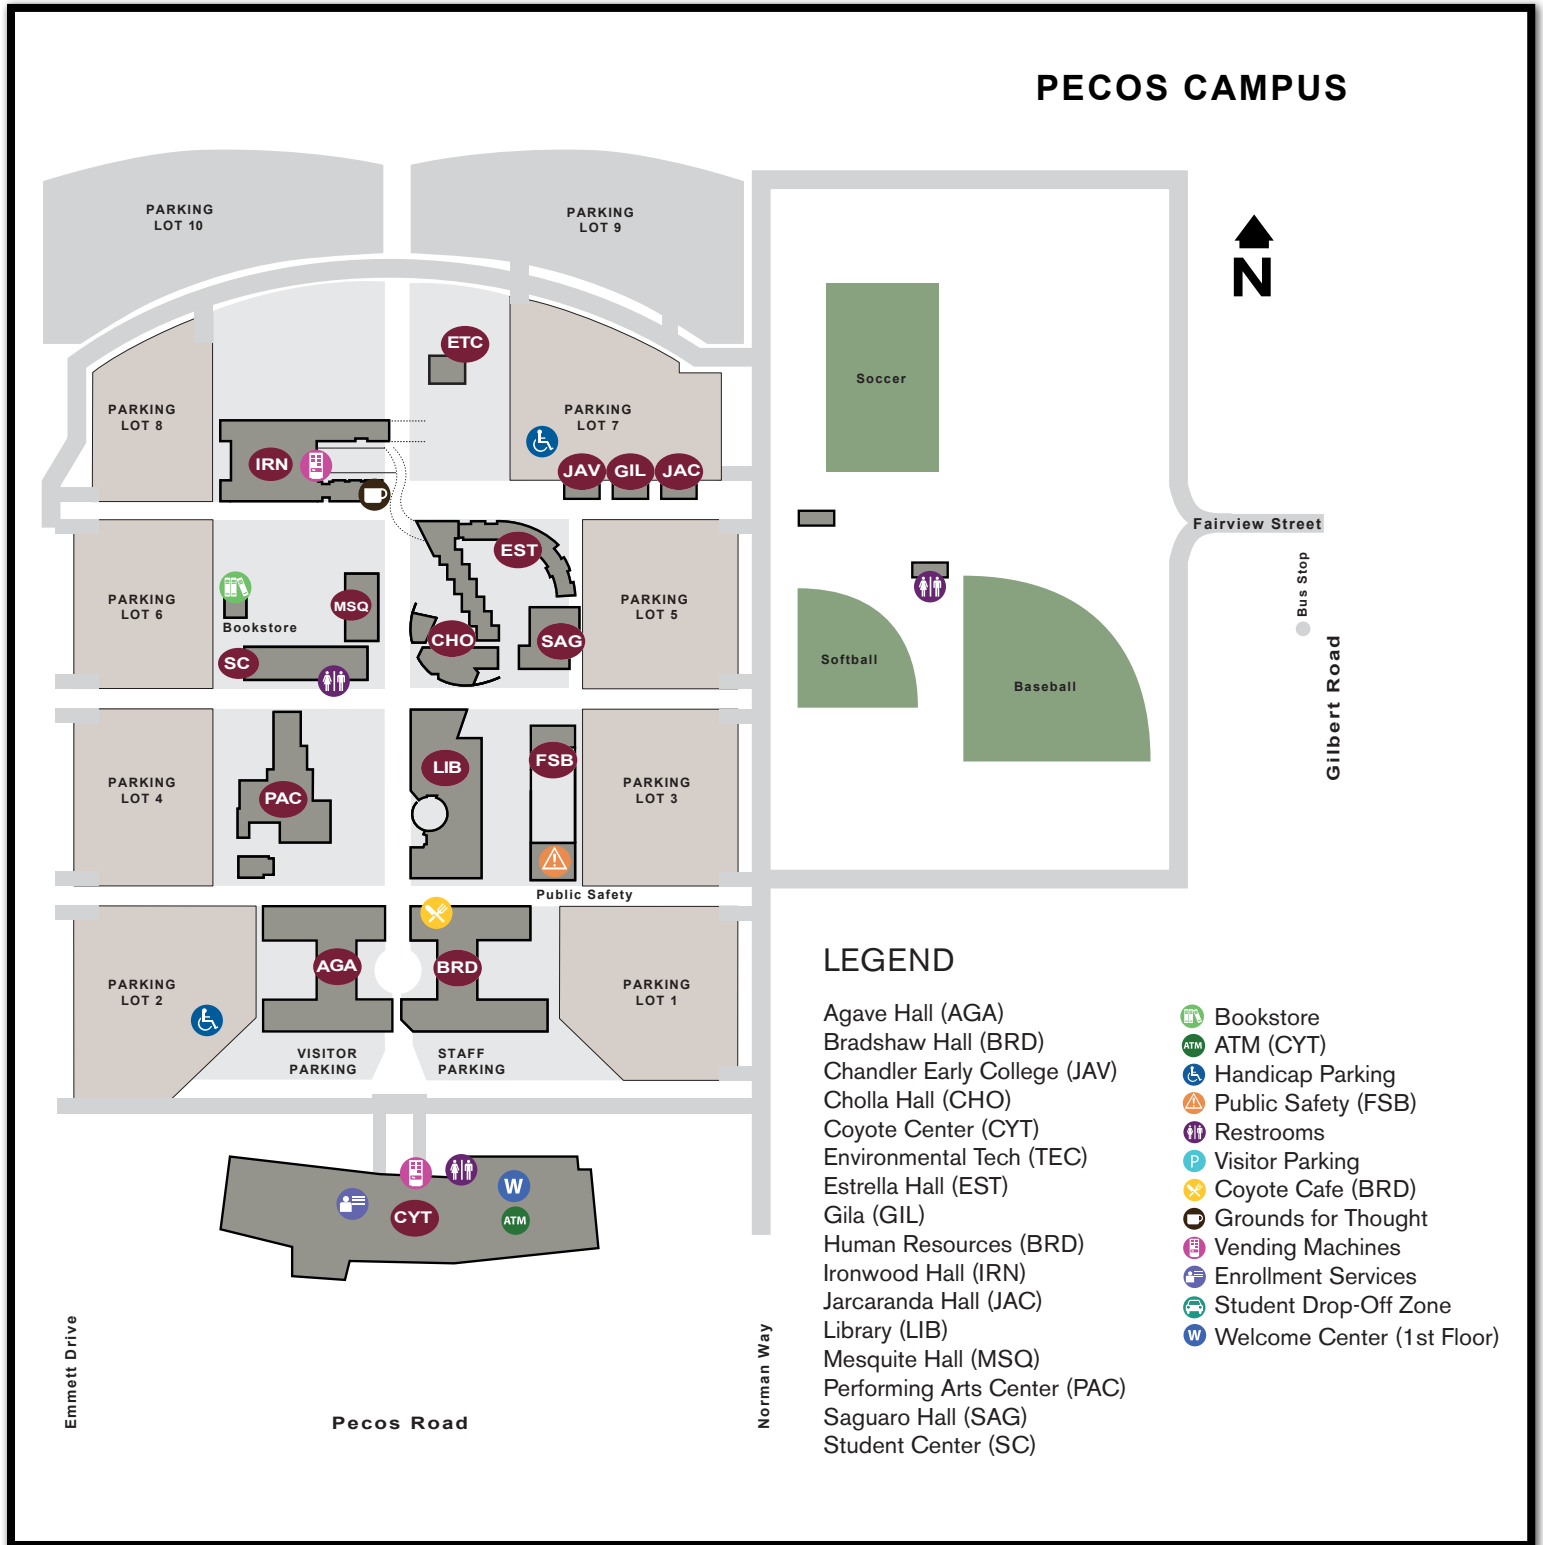 PECOS CAMPUS
PARKING
LOT 10
PARKING
LOT 9
N
ETC
Soccer
PARKING
LOT 8
PARKING
LOT 7
IRN
JAV
GIL
JAC
Fairview Street
EST
Bus Stop
PARKING
LOT 6
MSQ
PARKING
LOT 5
Bookstore
CHO
SAG
SC
Softball
Baseball
Gilbert Road
LIB
FSB
PARKING
LOT 4
PAC
PARKING
LOT 3
Public Safety
AGA
BRD
PARKING
LOT 2
PARKING
LOT 1
VISITOR
PARKING
STAFF
PARKING
W
CYT
ATM
Emmett Drive
Pecos Road
Norman Way
LEGEND
Agave Hall (AGA)
Bradshaw Hall (BRD)
Chandler Early College (JAV)
Cholla Hall (CHO)
Coyote Center (CYT)
Environmental Tech (TEC)
Estrella Hall (EST)
Gila (GIL)
Human Resources (BRD)
Ironwood Hall (IRN)
Jarcaranda Hall (JAC)
Library (LIB)
Mesquite Hall (MSQ)
Performing Arts Center (PAC)
Saguaro Hall (SAG)
Student Center (SC)
Bookstore
ATM ATM (CYT)
Handicap Parking
Public Safety (FSB)
Restrooms
P Visitor Parking
Coyote Cafe (BRD)
Grounds for Thought
Vending Machines
Enrollment Services
Student Drop-Off Zone
W Welcome Center (1st Floor)